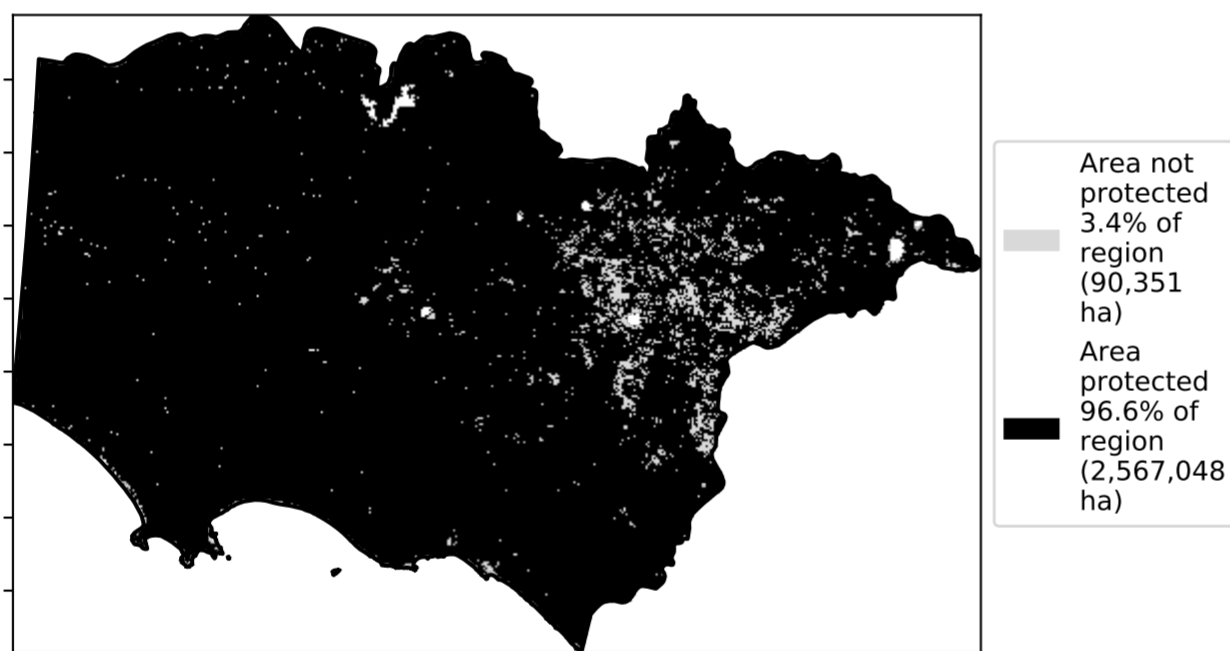 Area not
protected
3.4% of
region
(90,351
ha)
Area
protected
96.6% of
region
(2,567,048
ha)